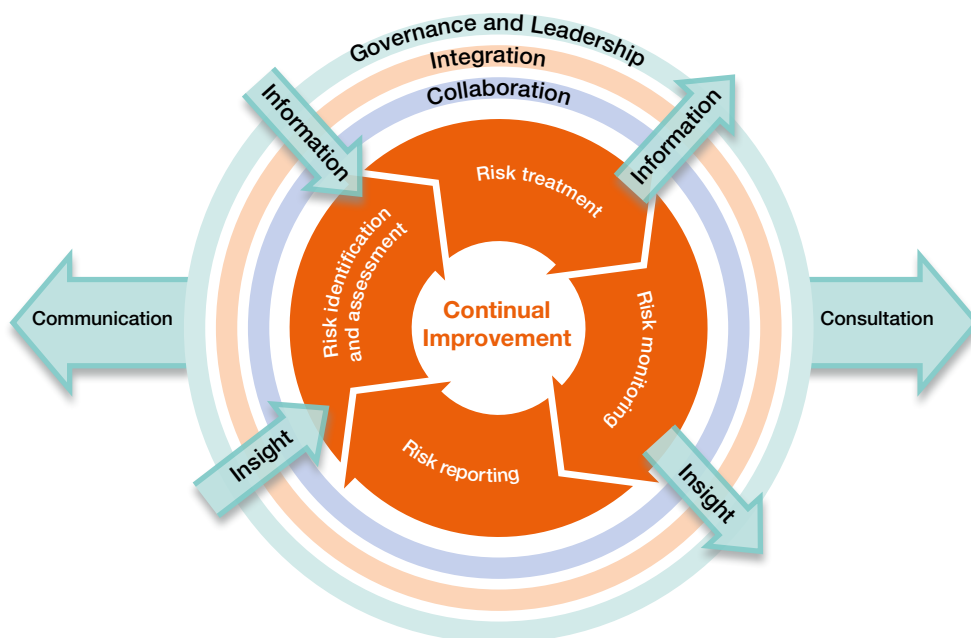 Governance and Leadership
Integration
Collaboration
Information
Information
Risk treatment
Risk identification
and assessment
Continual
Improvement
Communication
Consultation
Risk monitoring
Insight
Risk reporting
Insight